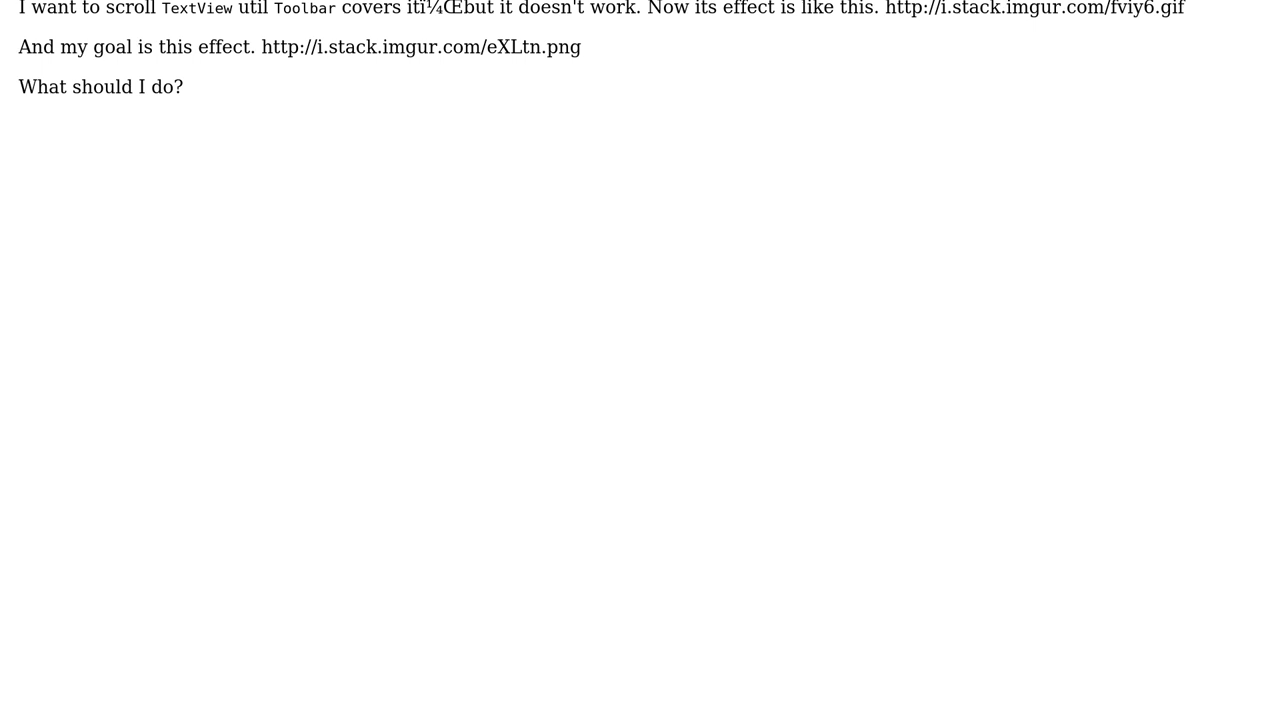 I want to scroll TextView util Toolbar covers itï¼Œbut it doesn't work. Now its effect is like this. http://i.stack.imgur.com/fviy6.gif
And my goal is this effect. http://i.stack.imgur.com/eXLtn.png
What should I do?